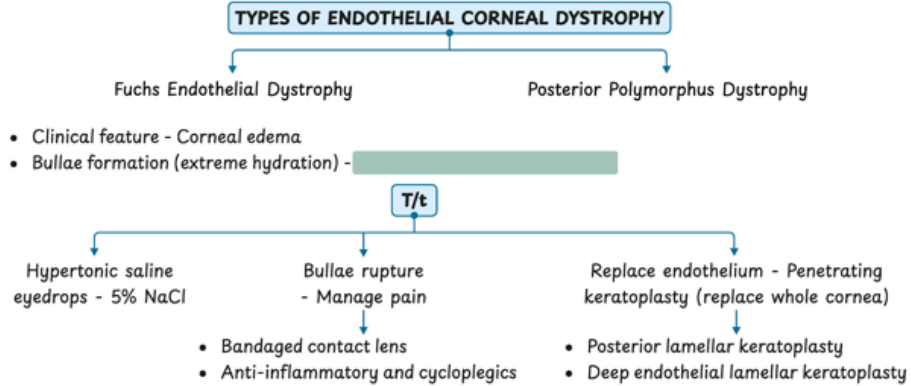 TYPES OF ENDOTHELIAL CORNEAL DYSTROPHY
Fuchs Endothelial Dystrophy
Posterior Polymorphus Dystrophy
• Clinical feature - Corneal edema
• Bullae formation (extreme hydration) -
T/t
Hypertonic saline
eyedrops - 5% NaCl
Bullae rupture
- Manage pain
• Bandaged contact lens
• Anti-inflammatory and cycloplegics
Replace endothelium - Penetrating
keratoplasty (replace whole cornea)
• Posterior lamellar keratoplasty
• Deep endothelial lamellar keratoplasty